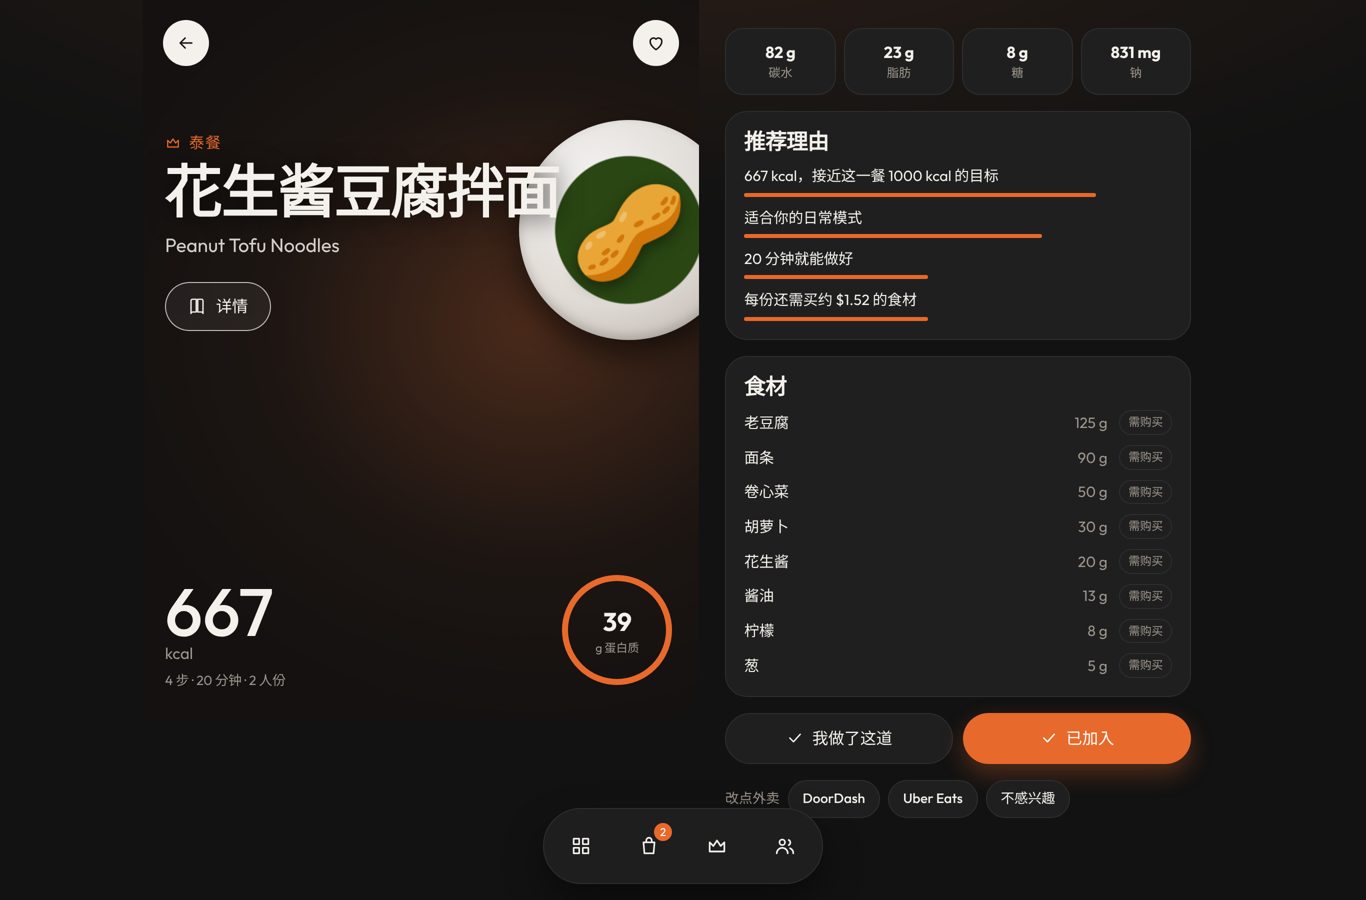 泰餐
花生酱豆腐拌面
Peanut Tofu Noodles
详情
667
kcal
4 步 · 20 分钟 · 2 人份
39
g 蛋白质
82 g
碳水
23 g
脂肪
8 g
糖
831 mg
钠
推荐理由
667 kcal，接近这一餐 1000 kcal 的目标
适合你的日常模式
20 分钟就能做好
每份还需买约 $1.52 的食材
食材
老豆腐 125 g 需购买
面条 90 g 需购买
卷心菜 50 g 需购买
胡萝卜 30 g 需购买
花生酱 20 g 需购买
酱油 13 g 需购买
柠檬 8 g 需购买
葱 5 g 需购买
我做了这道 已加入
改点外卖 DoorDash Uber Eats 不感兴趣
2